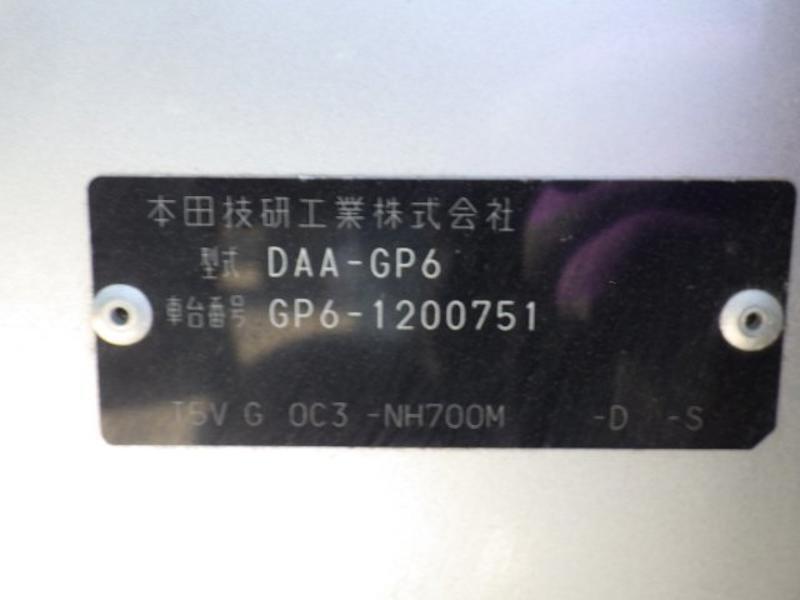 本田技研工業株式会社
型式 DAA-GP6
車台番号 GP6-1200751
T5V G 0C3 -NH700M -D -S